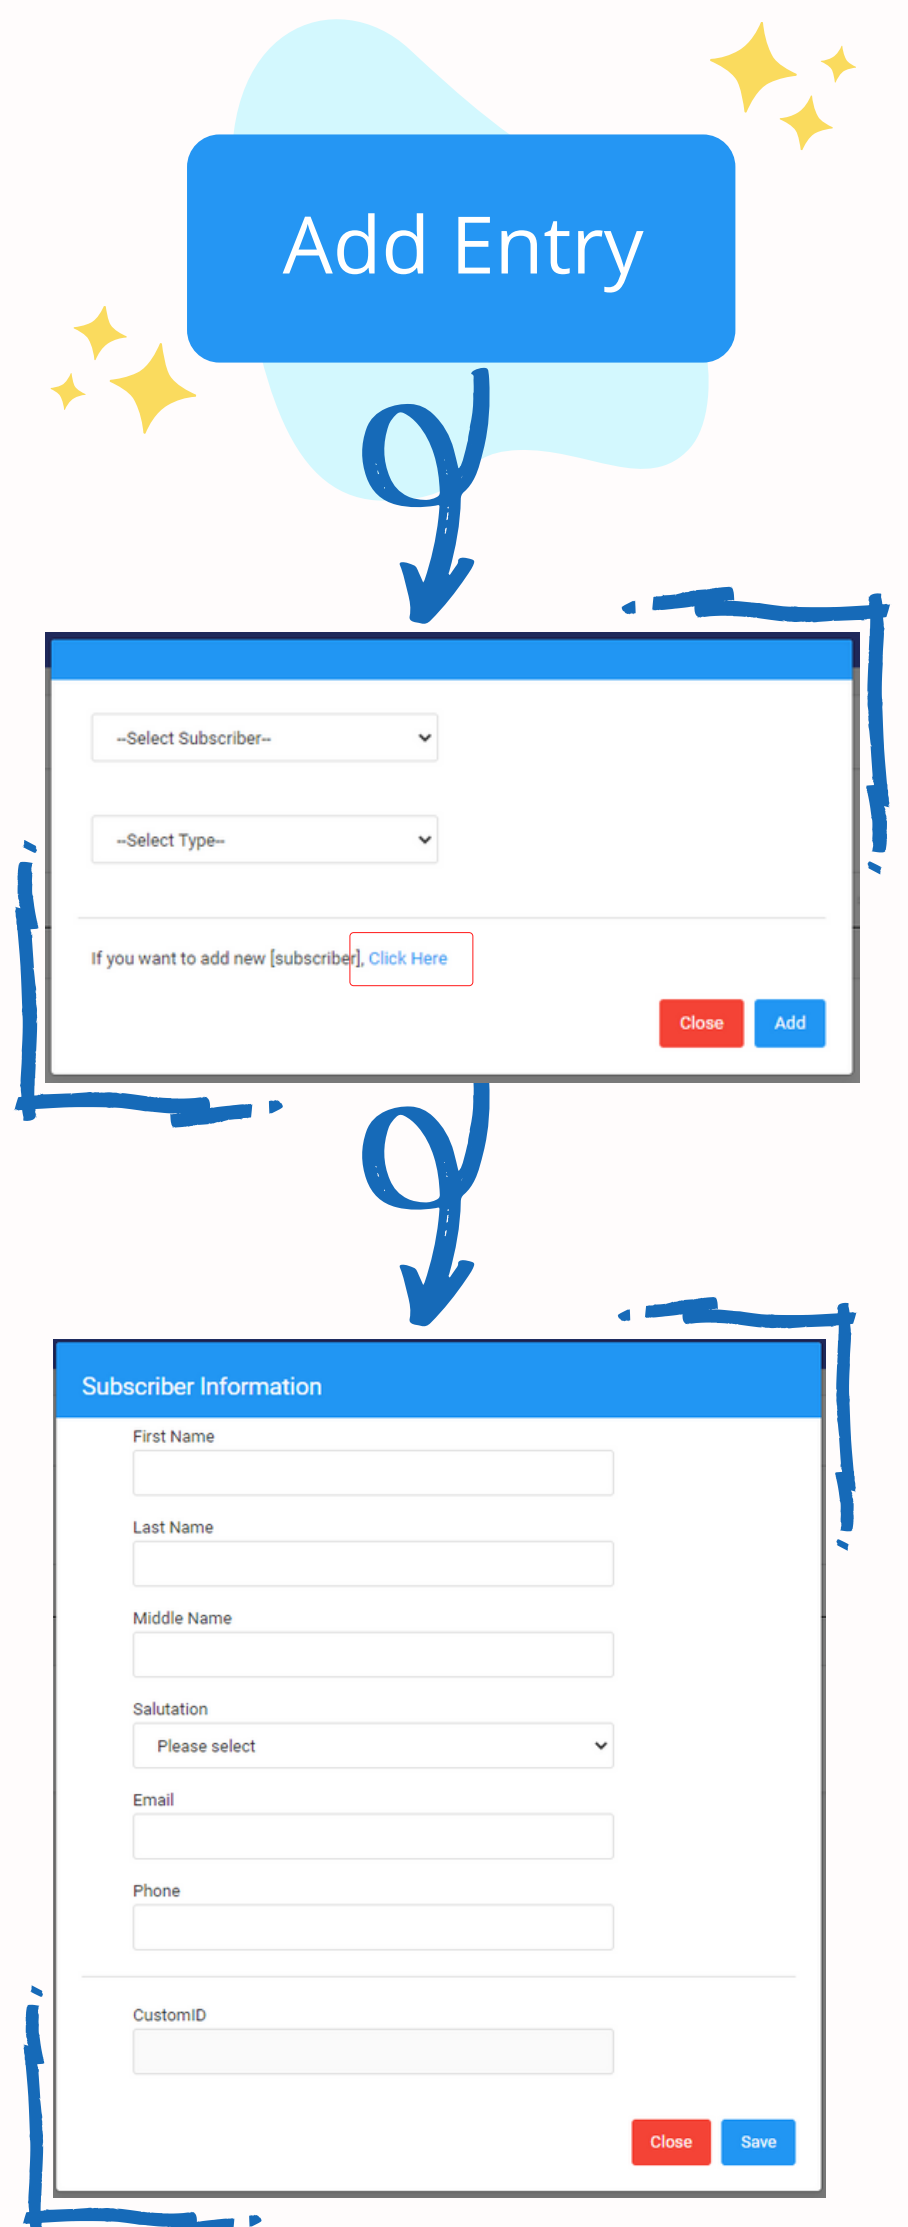 Add Entry
--Select Subscriber--
--Select Type--
If you want to add new [subscriber], Click Here
Close Add
Subscriber Information
First Name
Last Name
Middle Name
Salutation
Please select
Email
Phone
CustomID
Close Save